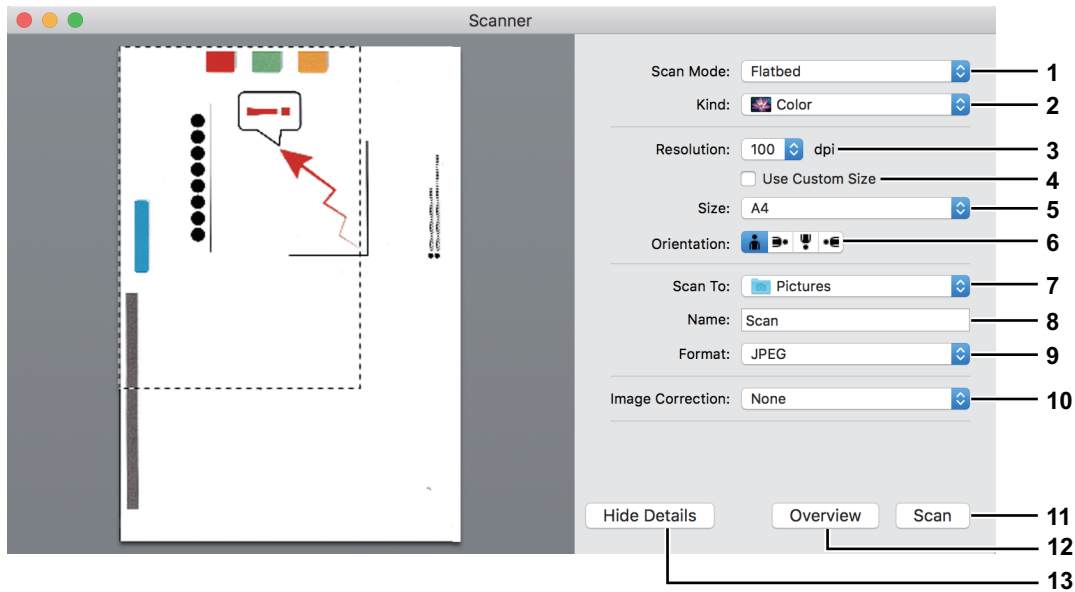 Scanner
Scan Mode: Flatbed 1
Kind: Color 2
Resolution: 100 dpi 3
Use Custom Size 4
Size: A4 5
Orientation: 6
Scan To: Pictures 7
Name: Scan 8
Format: JPEG 9
Image Correction: None 10
Hide Details Overview Scan 11
12
13